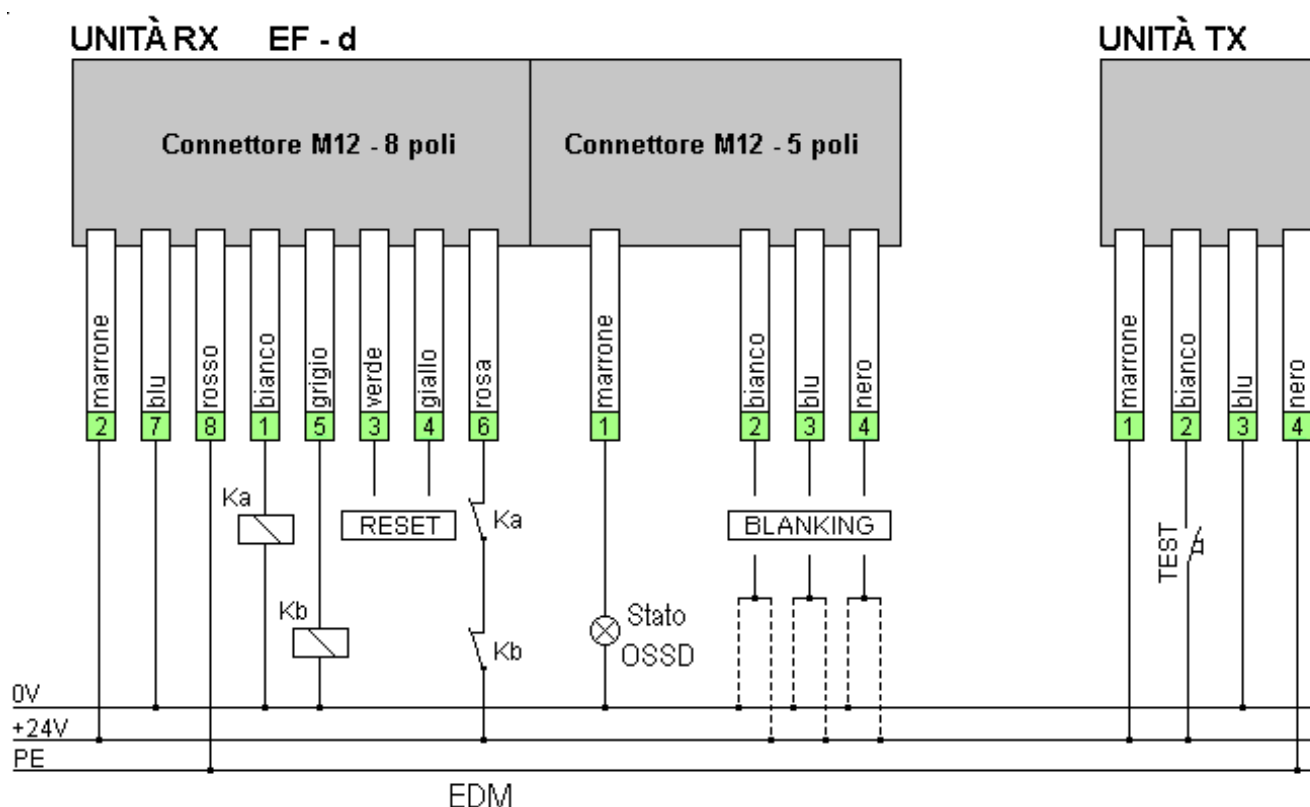 UNITÀ RX EF - d
UNITÀ TX
Connettore M12 - 8 poli
Connettore M12 - 5 poli
marrone
blu
rosso
bianco
grigio
verde
giallo
rosa
marrone
bianco
blu
nero
marrone
bianco
blu
nero
2 7 8 1 5 3 4 6 1 2 3 4 1 2 3 4
Ka
RESET
Ka
BLANKING
TEST
Kb
Kb
Stato
OSSD
0V
+24V
PE
EDM